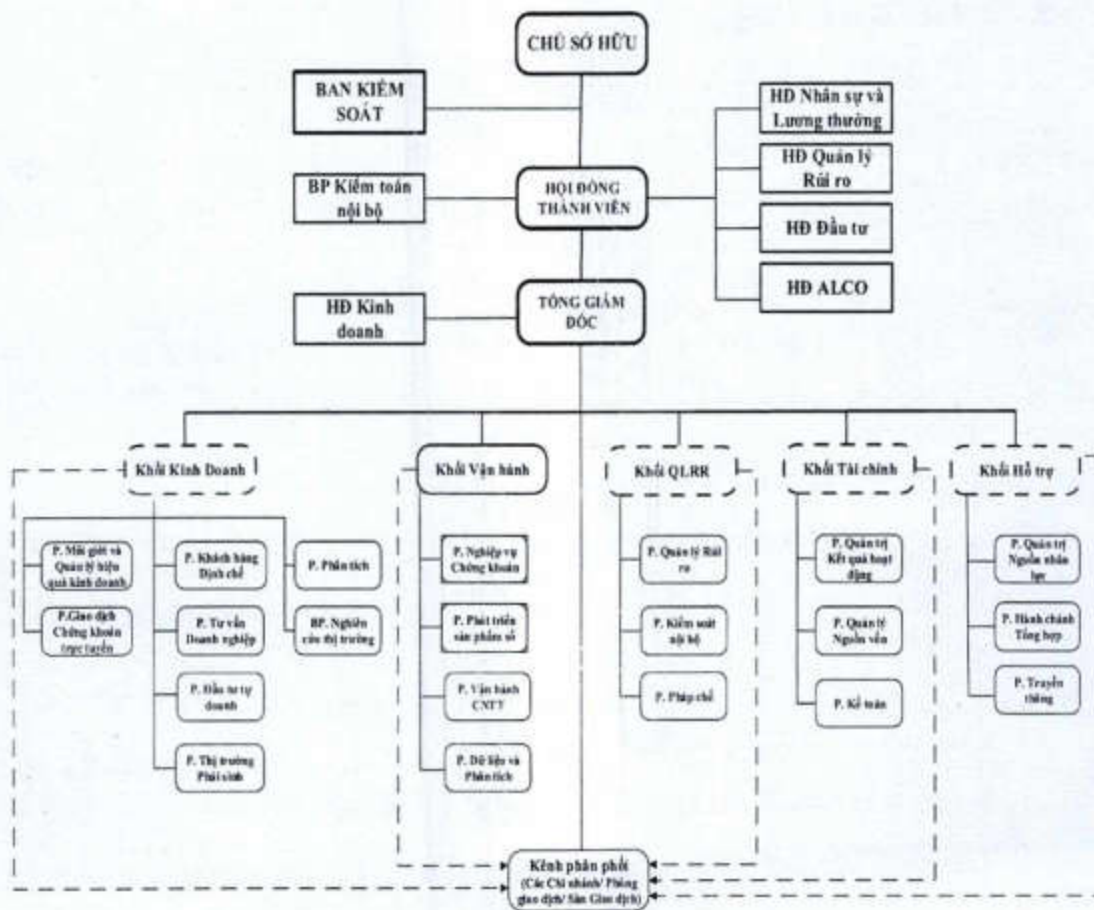 CHỦ SỞ HỮU
BAN KIỂM
SOÁT
HĐ Nhân sự và
Lương thưởng
HĐ Quản lý
Rủi ro
BP Kiểm toán
nội bộ
HỘI ĐỒNG
THÀNH VIÊN
HĐ Đầu tư
HĐ ALCO
HĐ Kinh
doanh
TỔNG GIÁM
ĐỐC
Khối Kinh Doanh
Khối Vận hành
Khối QLRR
Khối Tài chính
Khối Hỗ trợ
P. Môi giới và
Quản lý hiệu
quả kinh doanh
P. Khách hàng
Định chế
P. Phân tích
P. Nghiệp vụ
Chứng khoán
P. Quản lý Rủi
ro
P. Quản trị
Kết quả hoạt
động
P. Quản trị
Nguồn nhân
lực
P.Giao dịch
Chứng khoán
trực tuyến
P. Tư vấn
Doanh nghiệp
BP. Nghiên
cứu thị trường
P. Phát triển
sản phẩm số
P. Kiểm soát
nội bộ
P. Quản lý
Nguồn vốn
P. Hành chánh
Tổng hợp
P. Đầu tư tự
doanh
P. Vận hành
CNTT
P. Pháp chế
P. Kế toán
P. Truyền
thông
P. Thị trường
Phái sinh
P. Dữ liệu và
Phân tích
Kênh phân phối
(Các Chi nhánh/ Phòng
giao dịch/ Sàn Giao dịch)